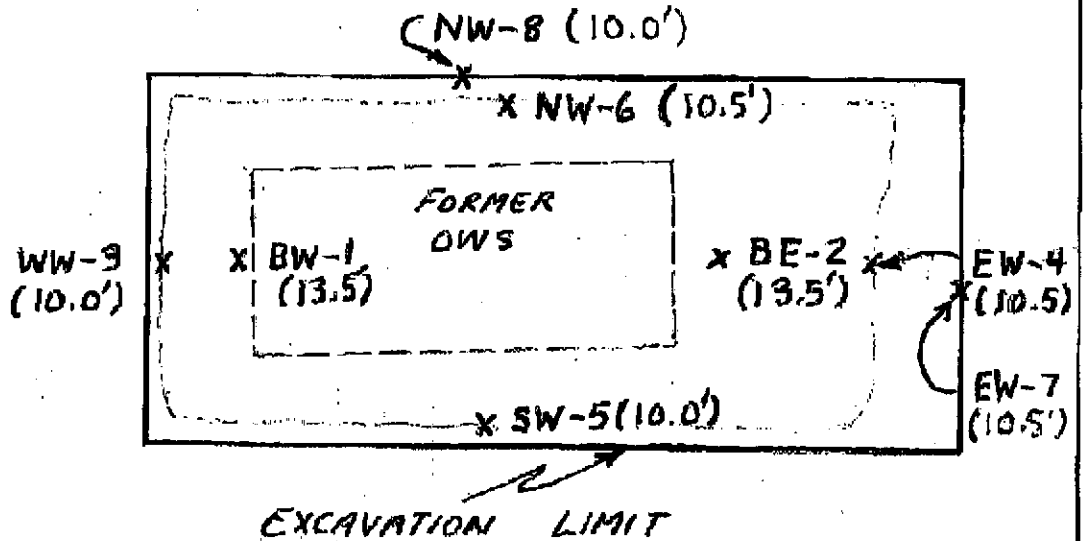 NW-8 (10.0')
NW-6 (10.5')
FORMER
OWS
WW-3
(10.0')
BW-1
(13.5')
BE-2
(13.5')
EW-4
(10.5)
EW-7
(10.5')
SW-5(10.0')
EXCAVATION LIMIT